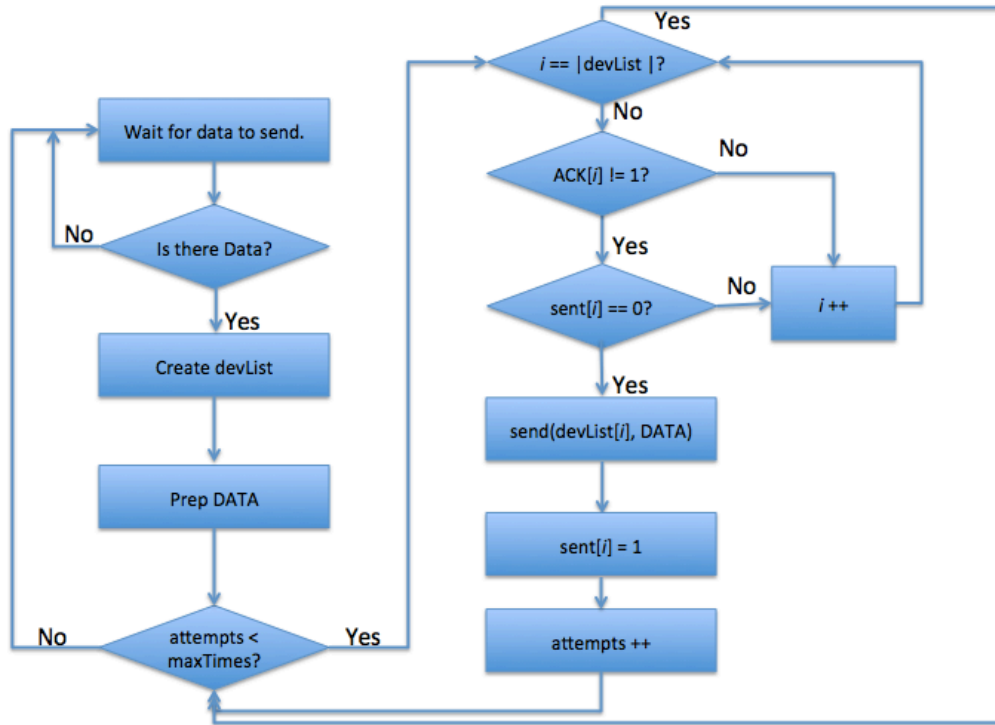 Wait for data to send.
Is there Data?
No
Yes
Create devList
Prep DATA
attempts <
maxTimes?
No
Yes
i == |devList |?
Yes
No
ACK[i] != 1?
No
Yes
sent[i] == 0?
No
i ++
Yes
send(devList[i], DATA)
sent[i] = 1
attempts ++